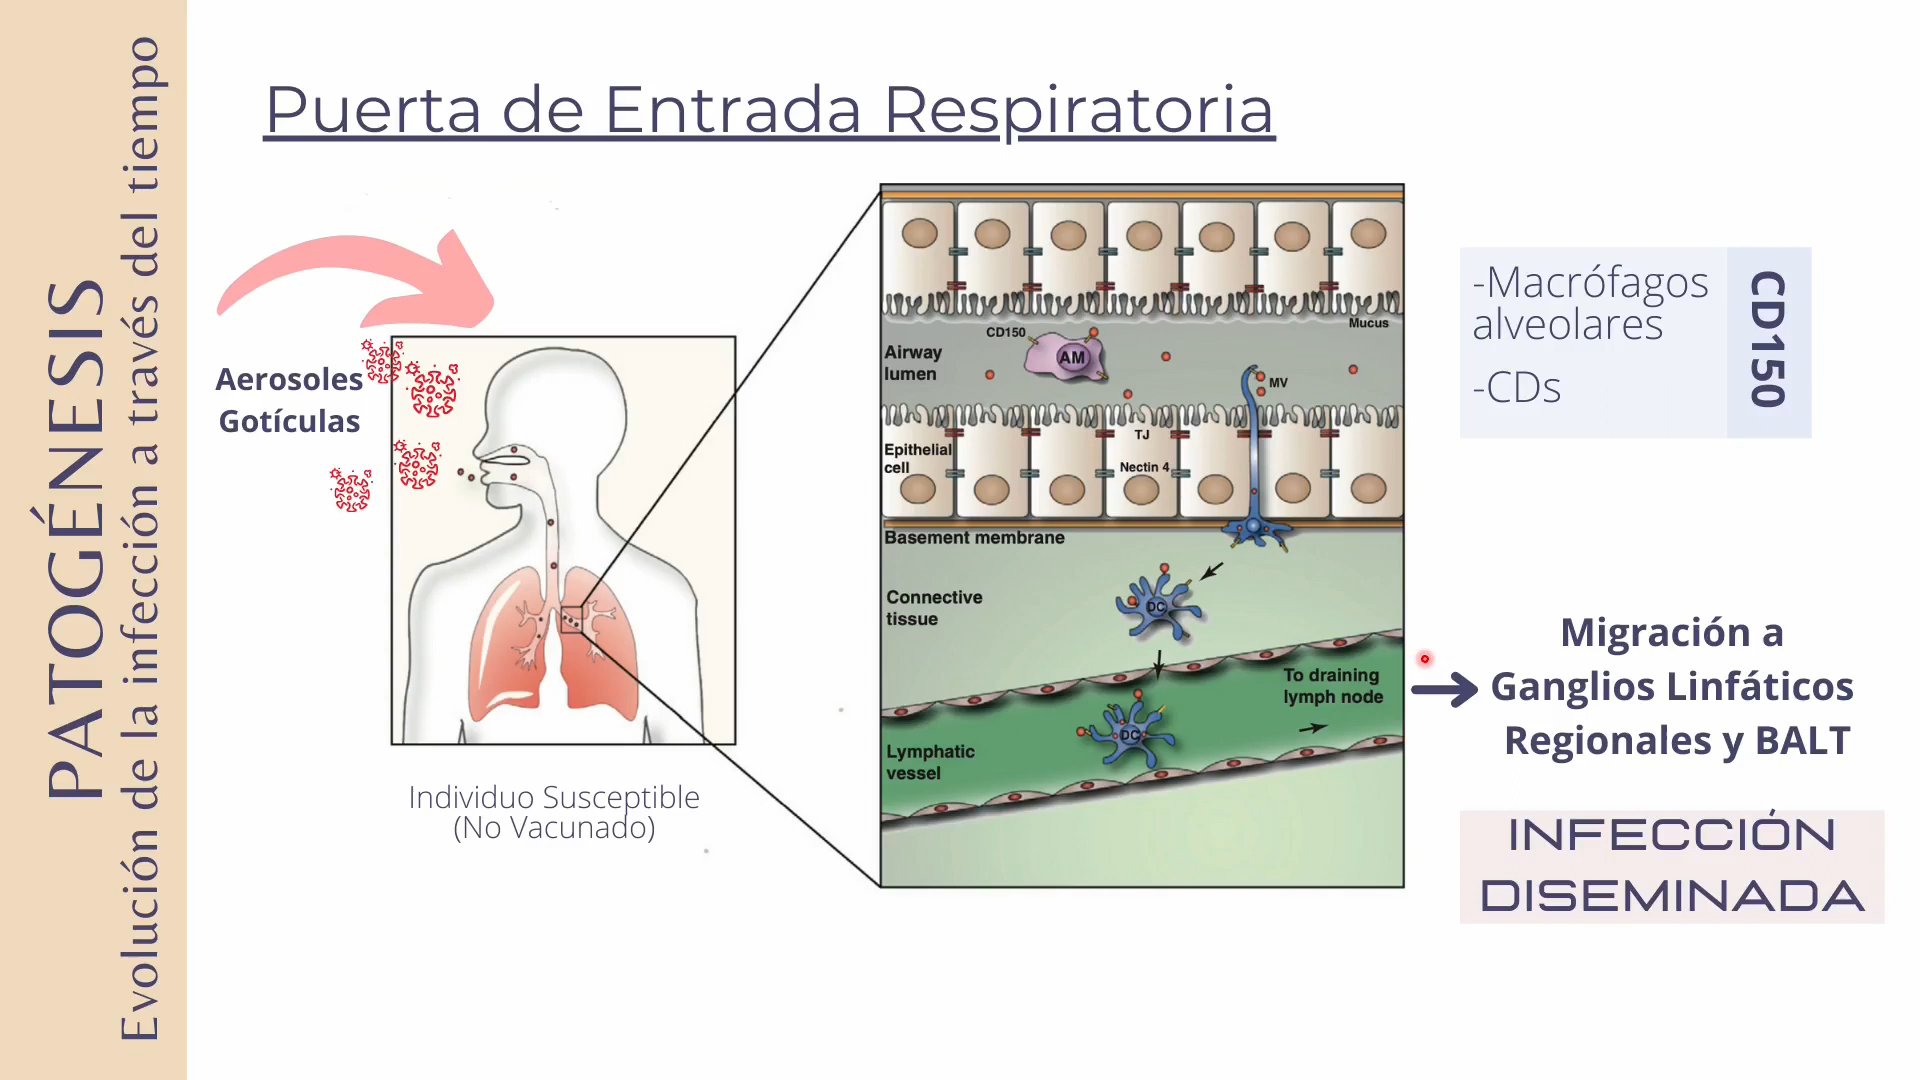 PATOGÉNESIS
Evolución de la infección a través del tiempo
Puerta de Entrada Respiratoria
Aerosoles
Gotículas
Individuo Susceptible
(No Vacunado)
CD150
AM
Mucus
Airway
lumen
MV
TJ
Epithelial
cell
Nectin 4
Basement membrane
DC
Connective
tissue
To draining
lymph node
DC
Lymphatic
vessel
-Macrófagos
alveolares
-CDs
CD150
Migración a
Ganglios Linfáticos
Regionales y BALT
INFECCIÓN
DISEMINADA